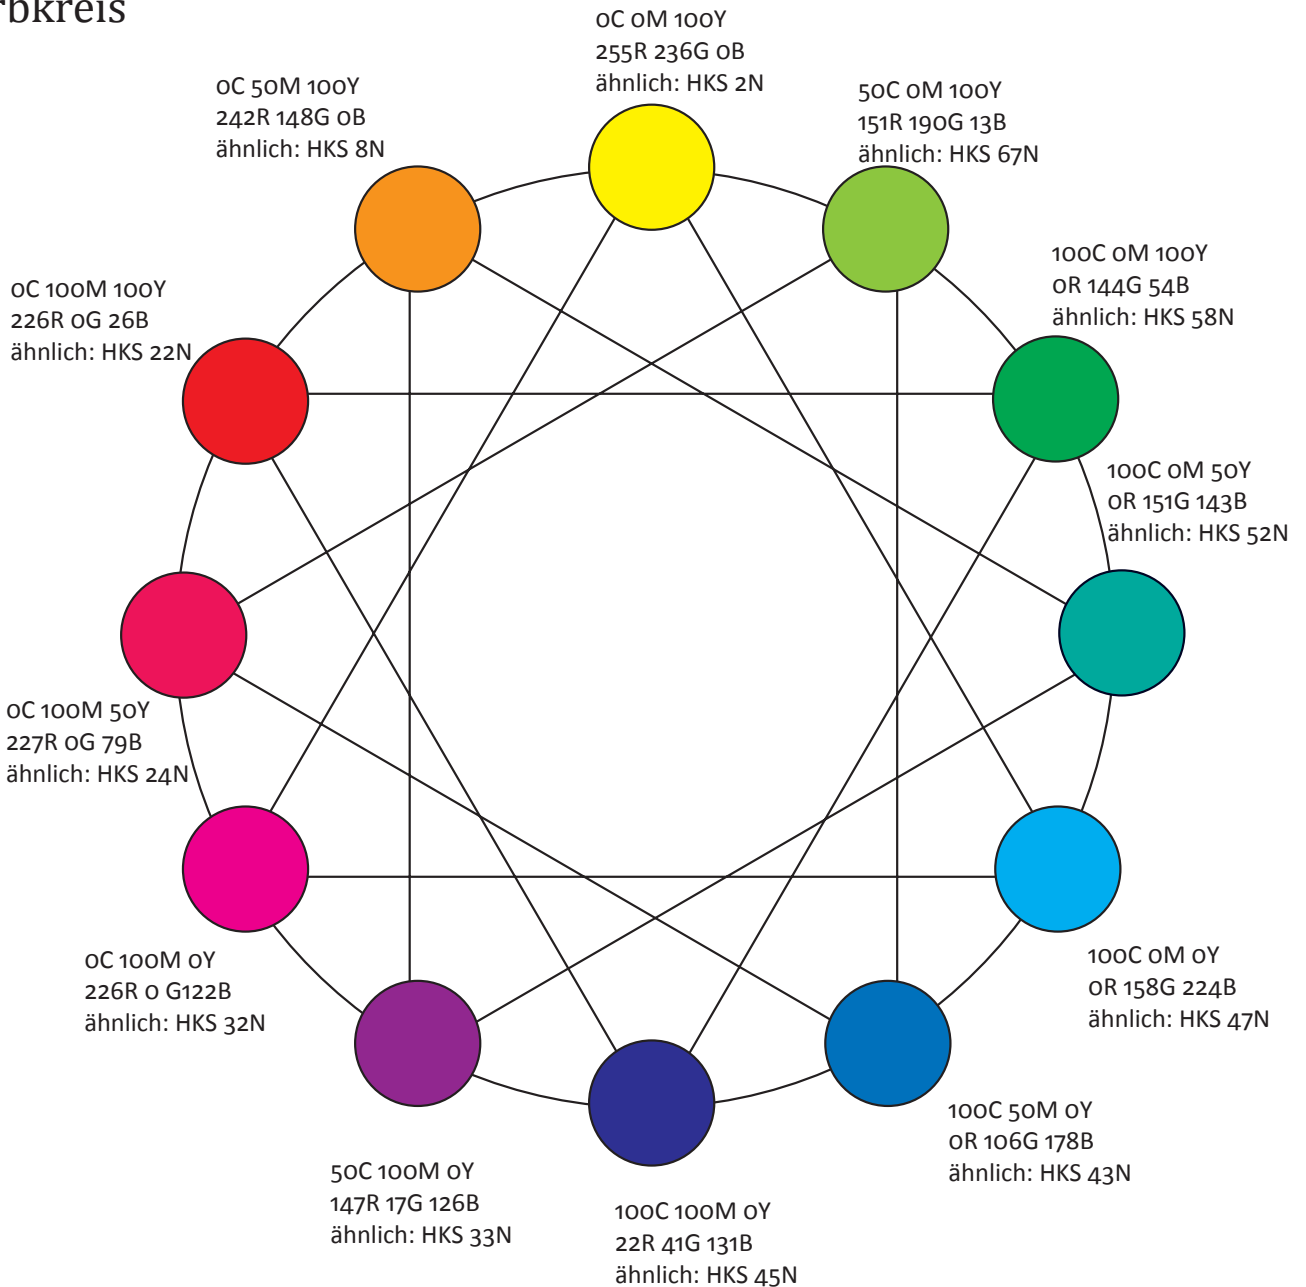 rbkreis
0C 0M 100Y
255R 236G 0B
ähnlich: HKS 2N
0C 50M 100Y
242R 148G 0B
ähnlich: HKS 8N
50C 0M 100Y
151R 190G 13B
ähnlich: HKS 67N
100C 0M 100Y
0R 144G 54B
ähnlich: HKS 58N
0C 100M 100Y
226R 0G 26B
ähnlich: HKS 22N
100C 0M 50Y
0R 151G 143B
ähnlich: HKS 52N
0C 100M 50Y
227R 0G 79B
ähnlich: HKS 24N
100C 0M 0Y
0R 158G 224B
ähnlich: HKS 47N
0C 100M 0Y
226R 0 G122B
ähnlich: HKS 32N
100C 50M 0Y
0R 106G 178B
ähnlich: HKS 43N
50C 100M 0Y
147R 17G 126B
ähnlich: HKS 33N
100C 100M 0Y
22R 41G 131B
ähnlich: HKS 45N